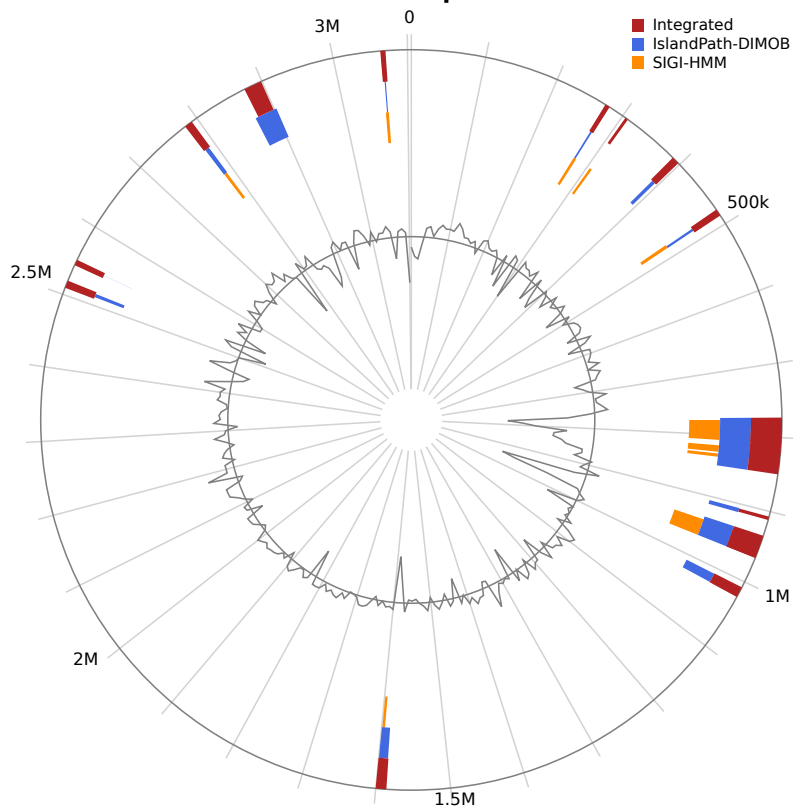 0
3M
Integrated
IslandPath-DIMOB
SIGI-HMM
500k
2.5M
1M
2M
1.5M